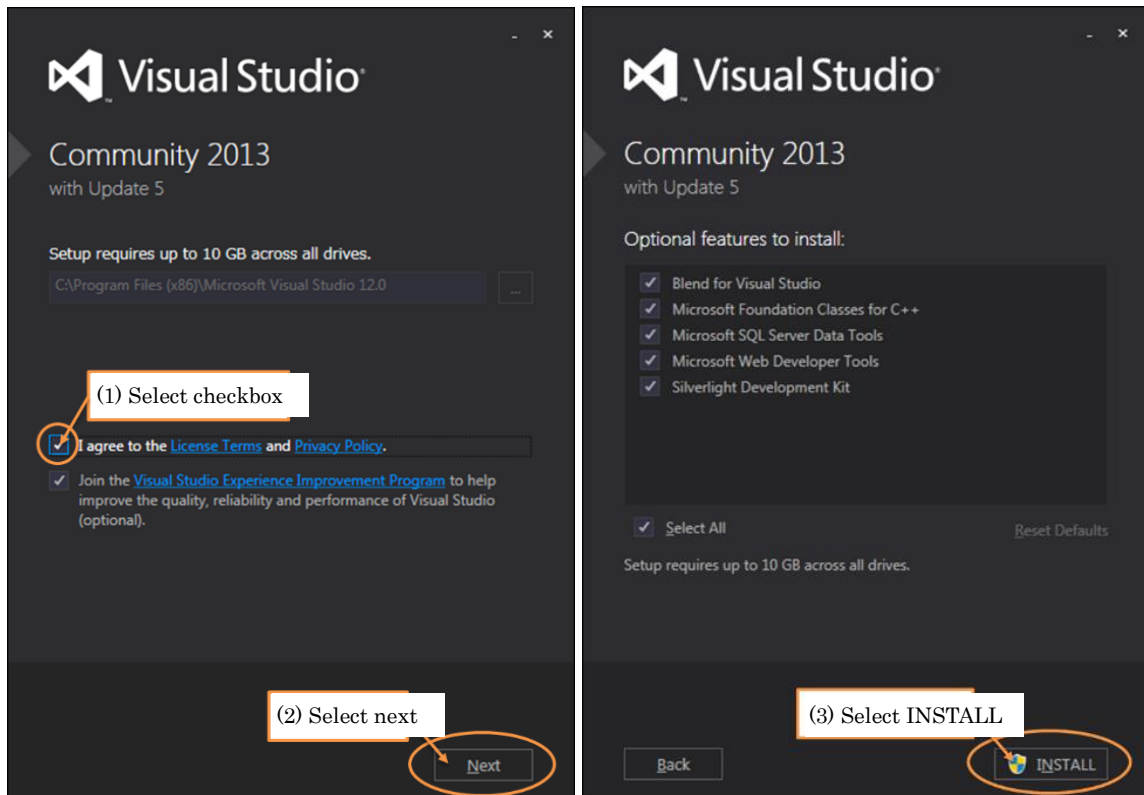 Visual Studio
Community 2013
with Update 5
Setup requires up to 10 GB across all drives.
C:\Program Files (x86)\Microsoft Visual Studio 12.0
...
(1) Select checkbox
I agree to the License Terms and Privacy Policy.
Join the Visual Studio Experience Improvement Program to help
improve the quality, reliability and performance of Visual Studio
(optional).
(2) Select next
Next
Visual Studio
Community 2013
with Update 5
Optional features to install:
Blend for Visual Studio
Microsoft Foundation Classes for C++
Microsoft SQL Server Data Tools
Microsoft Web Developer Tools
Silverlight Development Kit
Select All
Reset Defaults
Setup requires up to 10 GB across all drives.
(3) Select INSTALL
Back
INSTALL